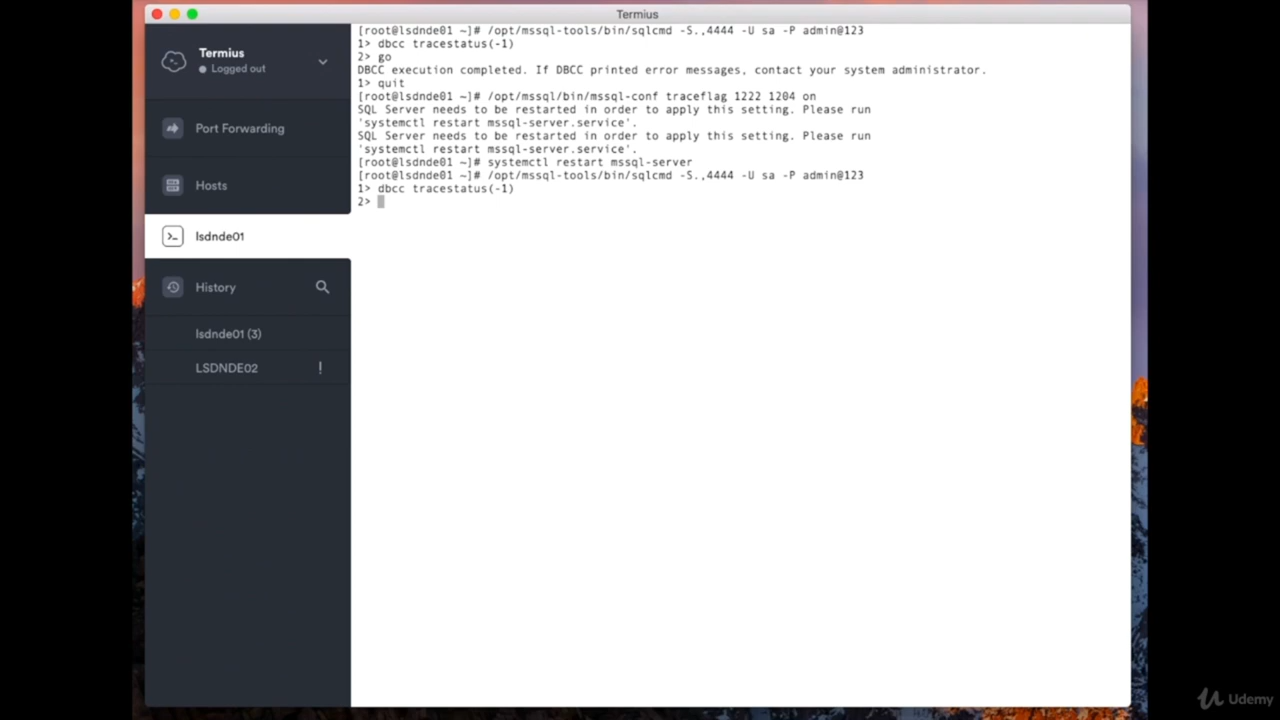 Termius
Termius
Logged out
Port Forwarding
Hosts
lsdnde01
History
lsdnde01 (3)
LSDNDE02 !
[root@lsdnde01 ~]# /opt/mssql-tools/bin/sqlcmd -S.,4444 -U sa -P admin@123
1> dbcc tracestatus(-1)
2> go
DBCC execution completed. If DBCC printed error messages, contact your system administrator.
1> quit
[root@lsdnde01 ~]# /opt/mssql/bin/mssql-conf traceflag 1222 1204 on
SQL Server needs to be restarted in order to apply this setting. Please run
'systemctl restart mssql-server.service'.
SQL Server needs to be restarted in order to apply this setting. Please run
'systemctl restart mssql-server.service'.
[root@lsdnde01 ~]# systemctl restart mssql-server
[root@lsdnde01 ~]# /opt/mssql-tools/bin/sqlcmd -S.,4444 -U sa -P admin@123
1> dbcc tracestatus(-1)
2>
Udemy